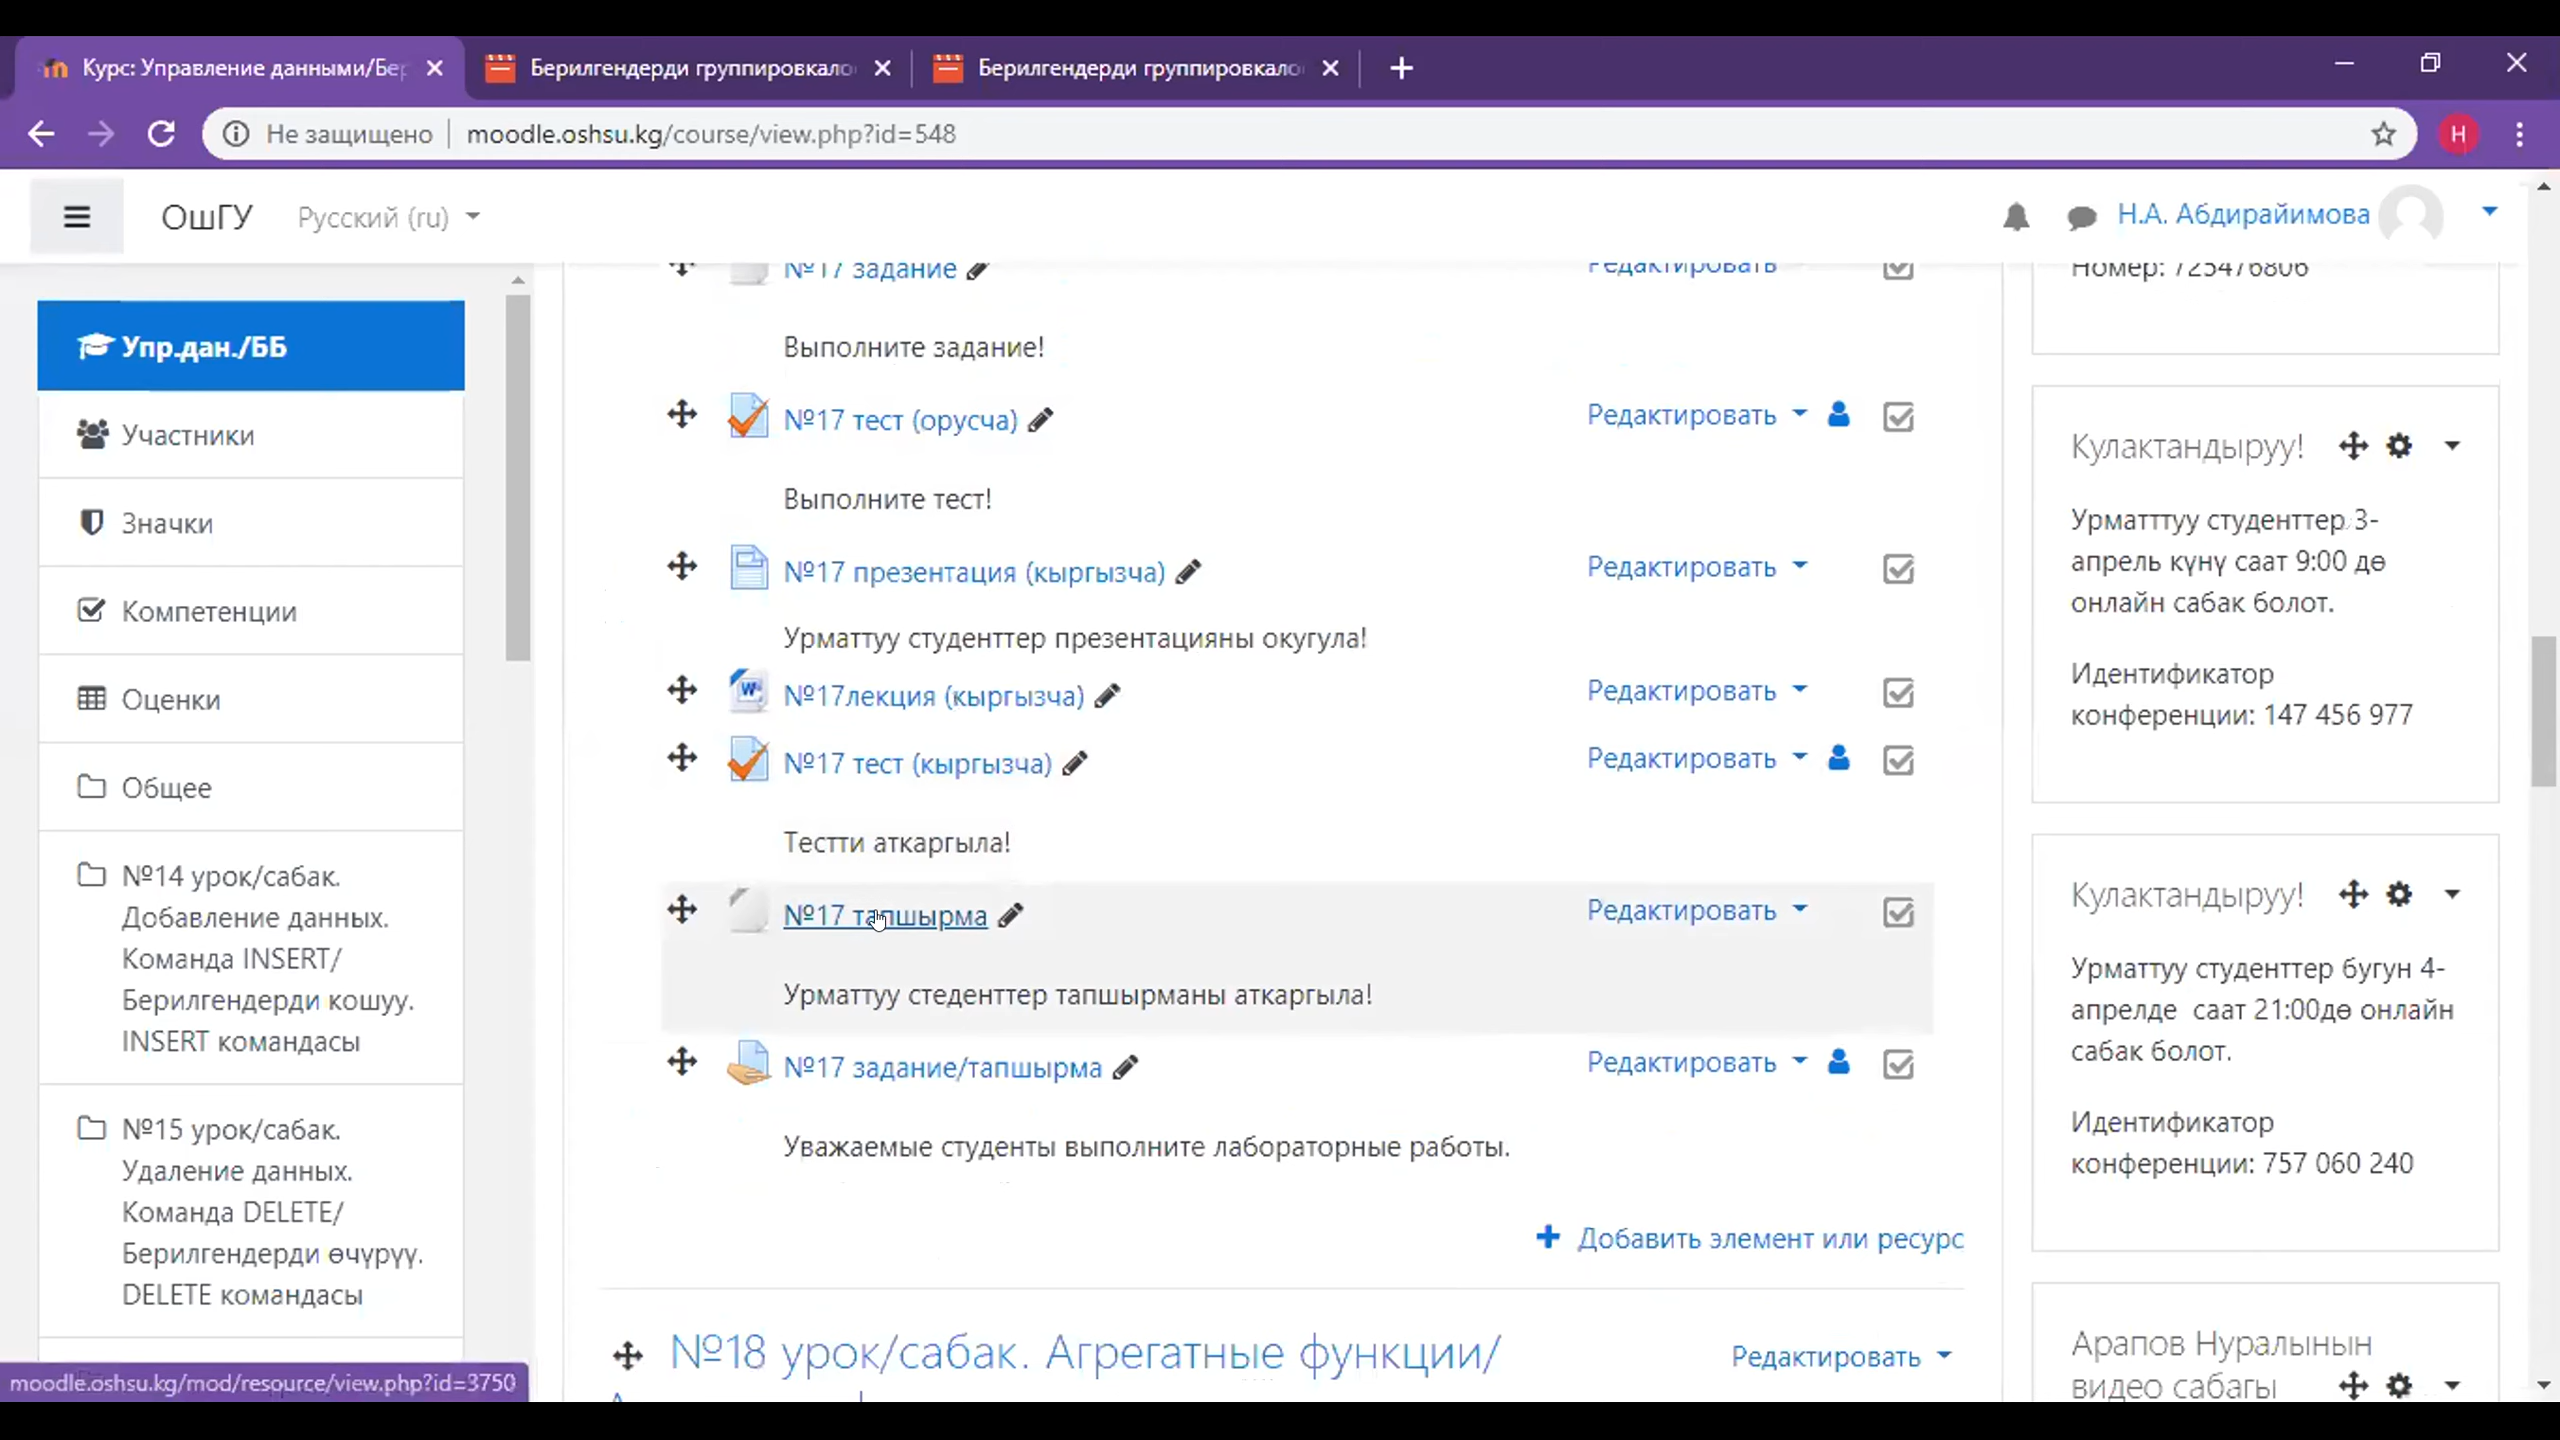 Курс: Управление данными/Бер
Берилгендерди группировкало
Берилгендерди группировкало
Не защищено
moodle.oshsu.kg/course/view.php?id=548
Н
ОшГУ
Русский (ru)
Н.А. Абдирайимова
Упр.дан./ББ
Участники
Значки
Компетенции
Оценки
Общее
№14 урок/сабак.
Добавление данных.
Команда INSERT/
Берилгендерди кошуу.
INSERT командасы
№15 урок/сабак.
Удаление данных.
Команда DELETE/
Берилгендерди өчүрүү.
DELETE командасы
moodle.oshsu.kg/mod/resource/view.php?id=3750
№17 задание
Редактировать
Выполните задание!
№17 тест (орусча)
Редактировать
Выполните тест!
№17 презентация (кыргызча)
Редактировать
Урматтуу студенттер презентацияны окугула!
№17лекция (кыргызча)
Редактировать
№17 тест (кыргызча)
Редактировать
Тестти аткаргыла!
№17 тапшырма
Редактировать
Урматтуу стеденттер тапшырманы аткаргыла!
№17 задание/тапшырма
Редактировать
Уважаемые студенты выполните лабораторные работы.
Добавить элемент или ресурс
№18 урок/сабак. Агрегатные функции/
Редактировать
Номер: 725476806
Кулактандыруу!
Урматттуу студенттер 3-
апрель күнү саат 9:00 дө
онлайн сабак болот.
Идентификатор
конференции: 147 456 977
Кулактандыруу!
Урматтуу студенттер бугун 4-
апрелде саат 21:00дө онлайн
сабак болот.
Идентификатор
конференции: 757 060 240
Арапов Нуралынын
видео сабагы